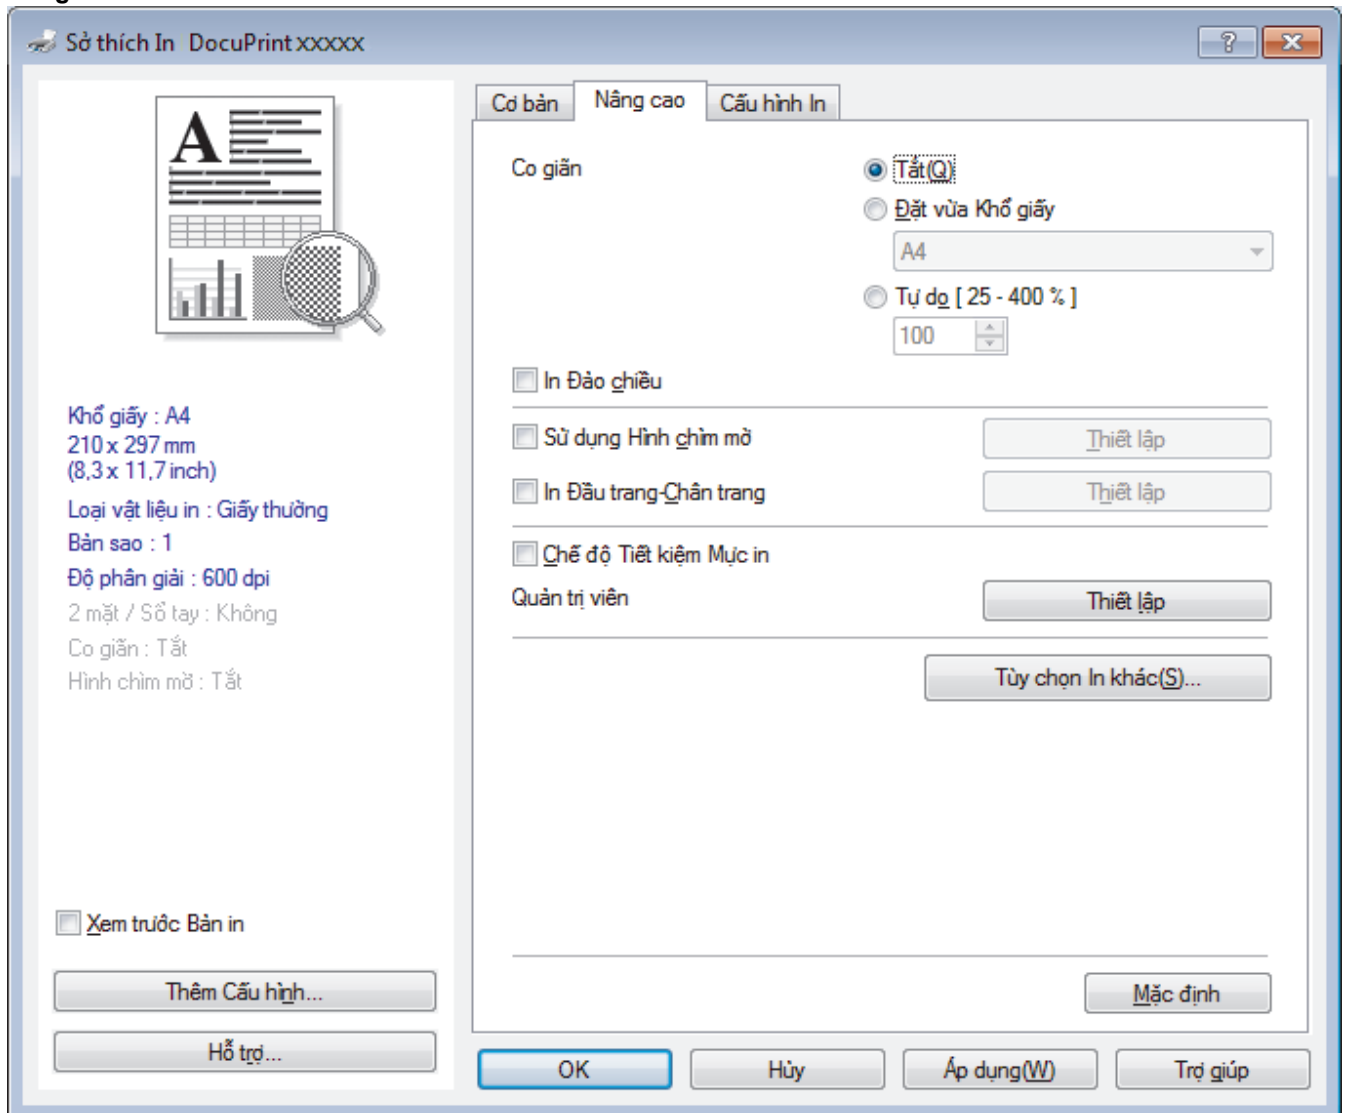 Sở thích In DocuPrint xxxxx
Cơ bản
Nâng cao
Cấu hình In
A
Co giãn
Tắt(Q)
Đặt vừa Khổ giấy
A4
Tự do [ 25 - 400 % ]
100
In Đảo chiều
Sử dụng Hình chìm mờ
Thiết lập
In Đầu trang-Chân trang
Thiết lập
Chế độ Tiết kiệm Mực in
Quản trị viên
Thiết lập
Tùy chọn In khác(S)...
Khổ giấy : A4
210 x 297 mm
(8,3 x 11,7 inch)
Loại vật liệu in : Giấy thường
Bản sao : 1
Độ phân giải : 600 dpi
2 mặt / Sổ tay : Không
Co giãn : Tắt
Hình chìm mờ : Tắt
Xem trước Bản in
Thêm Cấu hình...
Hỗ trợ...
Mặc định
OK
Hủy
Áp dụng(W)
Trợ giúp